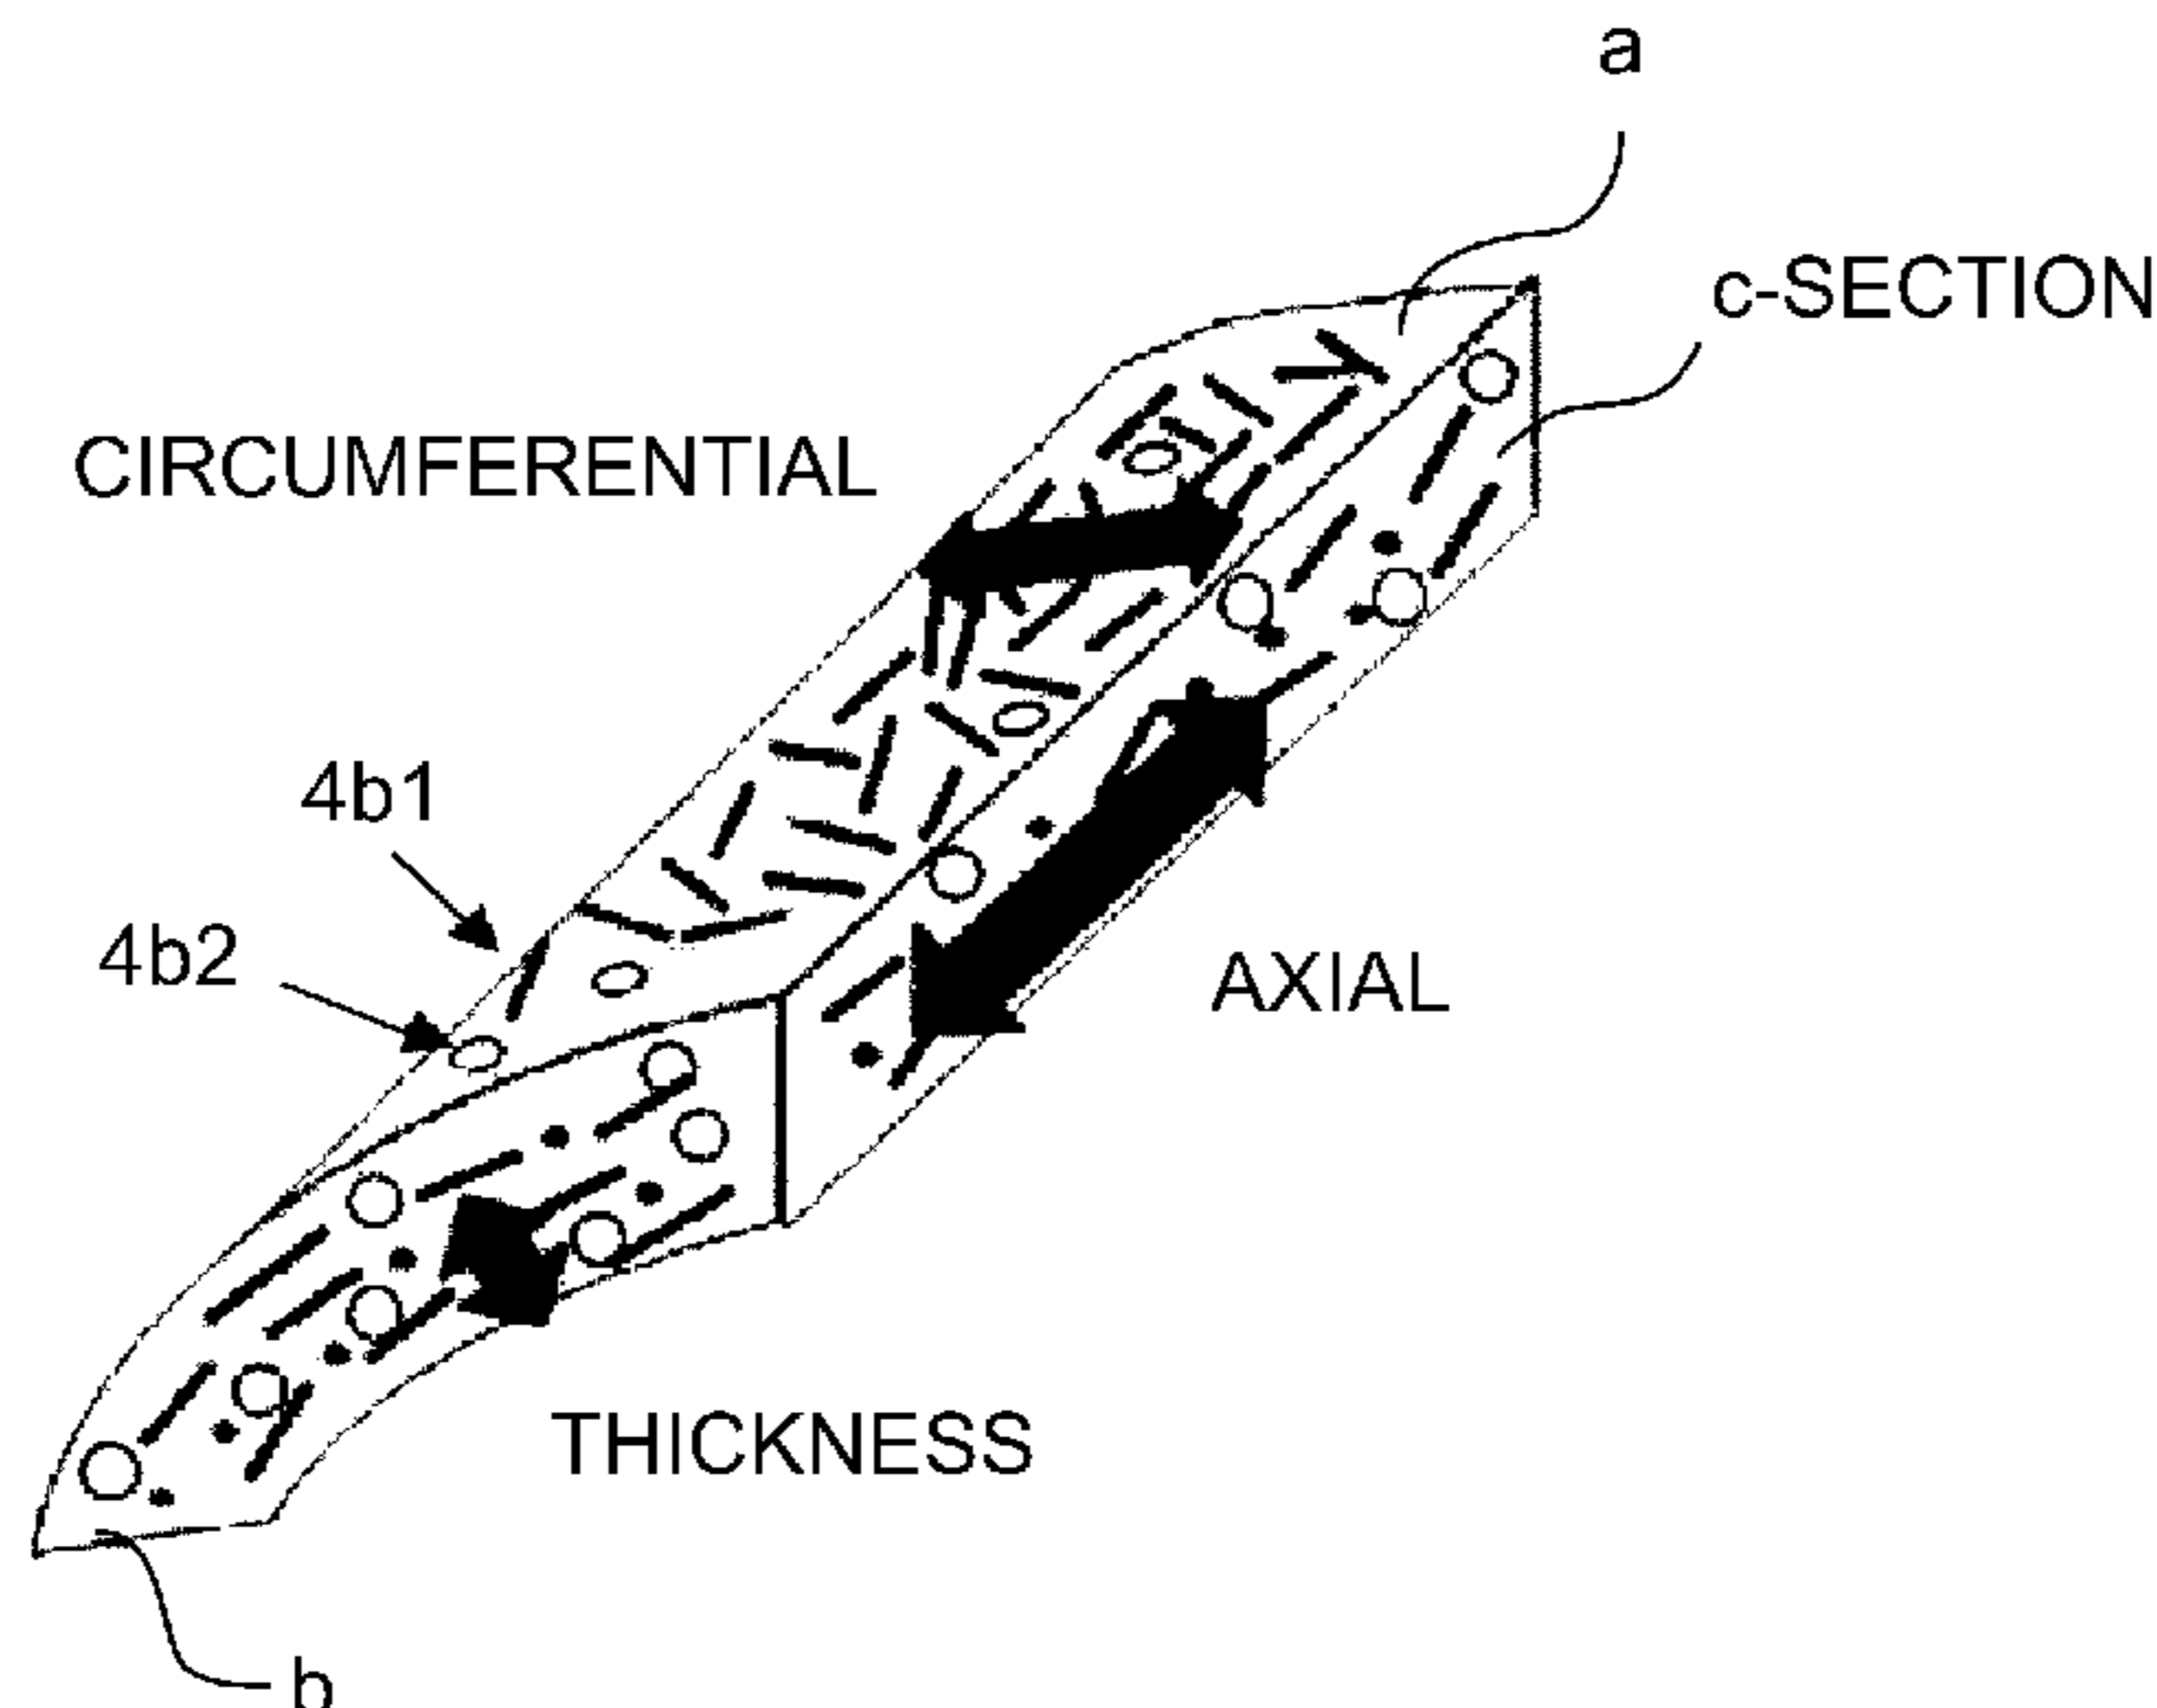 a
c-SECTION
CIRCUMFERENTIAL
4b1
4b2
AXIAL
THICKNESS
b